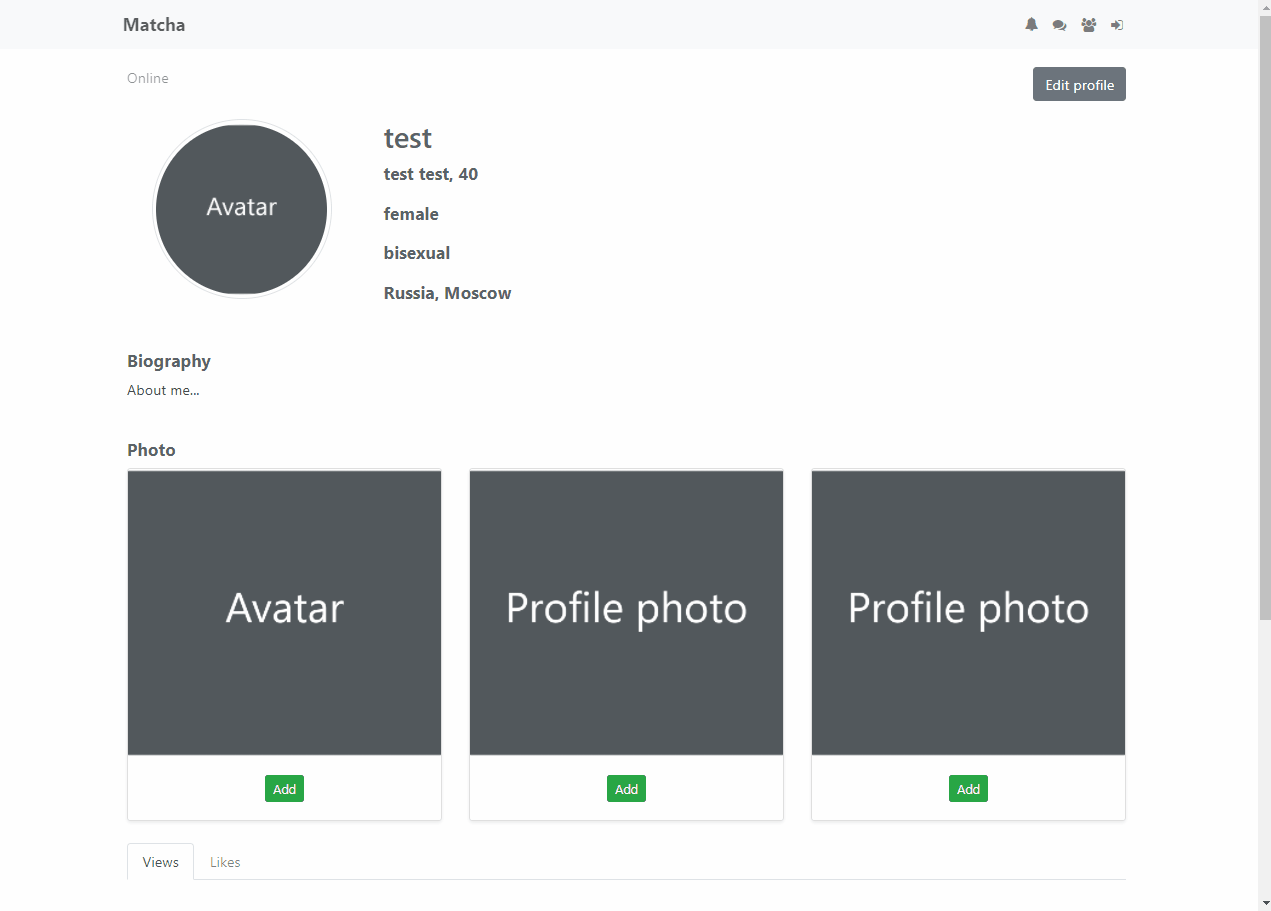 Matcha
Online
Edit profile
Avatar
test
test test, 40
female
bisexual
Russia, Moscow
Biography
About me...
Photo
Avatar
Profile photo
Profile photo
Add
Add
Add
Views
Likes